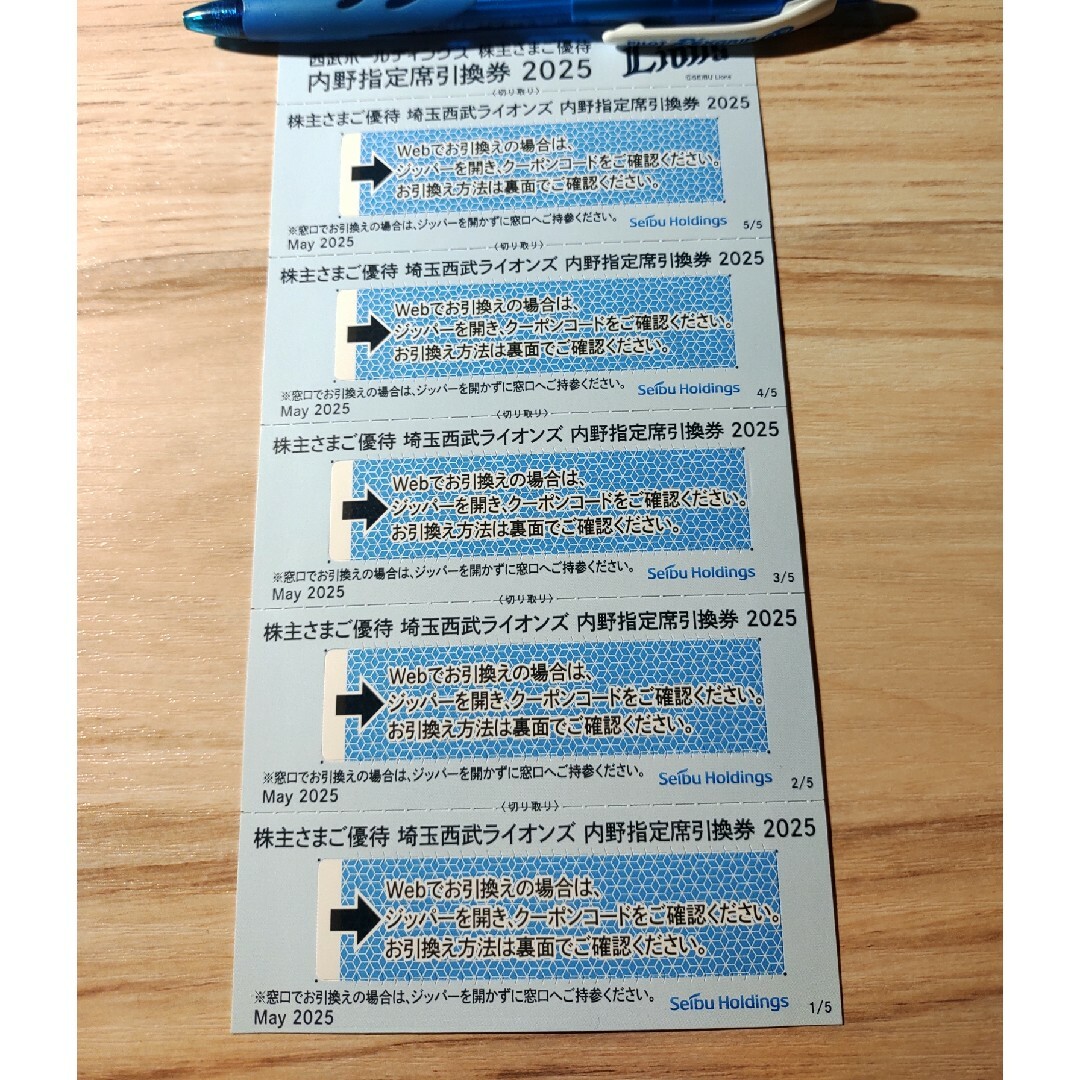 西武ホールディングス 株主さまご優待
内野指定席引換券 2025
Lions
©SEIBU Lions
〈切り取り〉
株主さまご優待 埼玉西武ライオンズ 内野指定席引換券 2025
Webでお引換えの場合は、
ジッパーを開き、クーポンコードをご確認ください。
お引換え方法は裏面でご確認ください。
※窓口でお引換えの場合は、ジッパーを開かずに窓口へご持参ください。
Seibu Holdings 5/5
May 2025
〈切り取り〉
株主さまご優待 埼玉西武ライオンズ 内野指定席引換券 2025
Webでお引換えの場合は、
ジッパーを開き、クーポンコードをご確認ください。
お引換え方法は裏面でご確認ください。
※窓口でお引換えの場合は、ジッパーを開かずに窓口へご持参ください。
Seibu Holdings 4/5
May 2025
〈切り取り〉
株主さまご優待 埼玉西武ライオンズ 内野指定席引換券 2025
Webでお引換えの場合は、
ジッパーを開き、クーポンコードをご確認ください。
お引換え方法は裏面でご確認ください。
※窓口でお引換えの場合は、ジッパーを開かずに窓口へご持参ください。
Seibu Holdings 3/5
May 2025
〈切り取り〉
株主さまご優待 埼玉西武ライオンズ 内野指定席引換券 2025
Webでお引換えの場合は、
ジッパーを開き、クーポンコードをご確認ください。
お引換え方法は裏面でご確認ください。
※窓口でお引換えの場合は、ジッパーを開かずに窓口へご持参ください。
Seibu Holdings 2/5
May 2025
〈切り取り〉
株主さまご優待 埼玉西武ライオンズ 内野指定席引換券 2025
Webでお引換えの場合は、
ジッパーを開き、クーポンコードをご確認ください。
お引換え方法は裏面でご確認ください。
※窓口でお引換えの場合は、ジッパーを開かずに窓口へご持参ください。
Seibu Holdings 1/5
May 2025